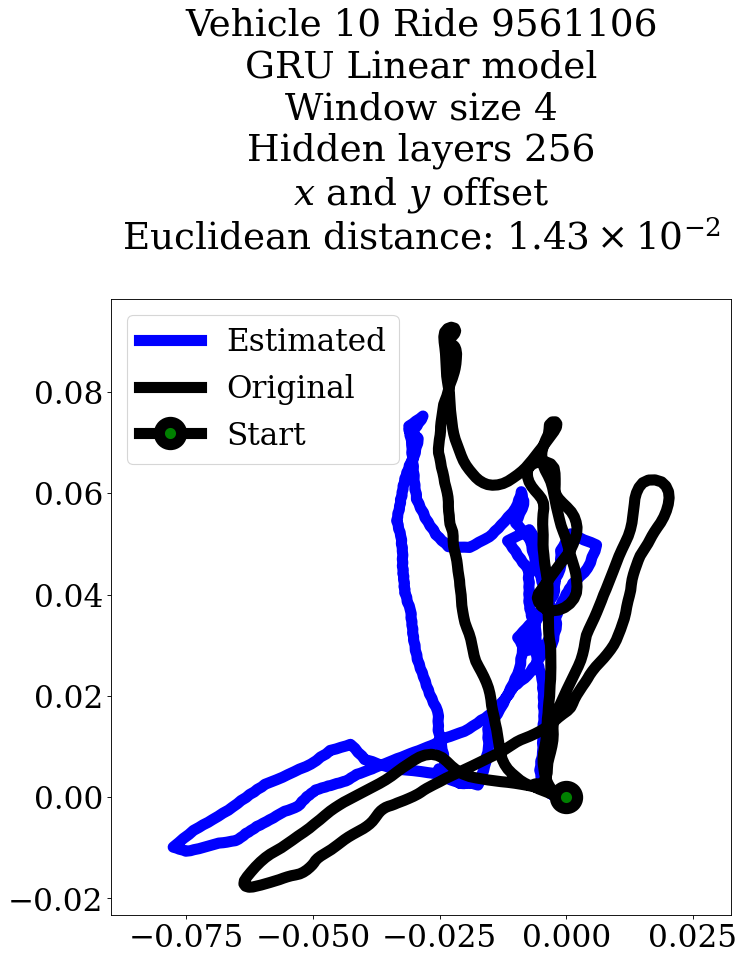 Vehicle 10 Ride 9561106
GRU Linear model
Window size 4
Hidden layers 256
x and y offset
Euclidean distance: 1.43 × 10⁻²
Estimated
Original
Start
0.08
0.06
0.04
0.02
0.00
−0.02
−0.075 −0.050 −0.025 0.000 0.025